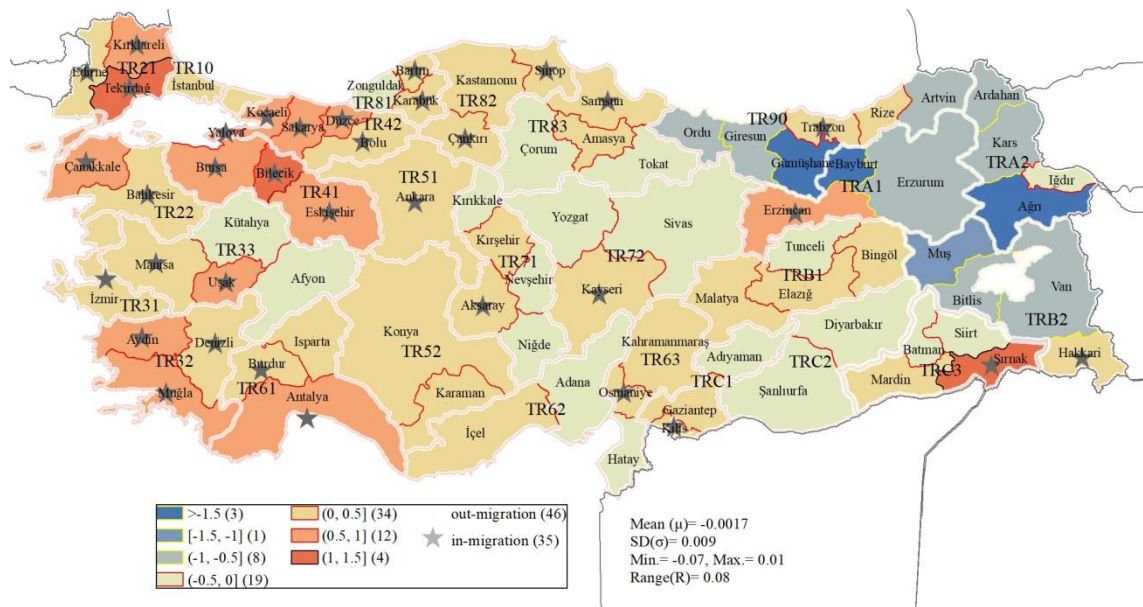 Kırklareli
Edirne
TR21
TR10
Tekirdağ
İstanbul
Kocaeli
Yalova
Sakarya
Düzce
TR42
Bolu
Zonguldak
TR81
Bartın
Karabük
Kastamonu
TR82
Çankırı
Sinop
Samsun
TR83
Amasya
Çorum
Tokat
Ordu
Giresun
TR90
Trabzon
Rize
Artvin
Ardahan
Gümüşhane
Bayburt
TRA1
Erzurum
Kars
TRA2
Iğdır
Ağrı
Çanakkale
Balıkesir
TR22
Bursa
Bilecik
TR41
Eskişehir
TR51
Ankara
Kırıkkale
Yozgat
Sivas
Erzincan
Tunceli
TRB1
Elazığ
Bingöl
Muş
Bitlis
Van
TRB2
Kütahya
TR33
Manisa
Uşak
Afyon
Kırşehir
TR71
Nevşehir
TR72
Kayseri
Aksaray
Malatya
İzmir
TR31
Diyarbakır
Siirt
Batman
TRC3
Şırnak
Hakkari
Aydın
TR32
Denizli
Isparta
Burdur
TR61
Muğla
Antalya
Konya
TR52
Karaman
İçel
Niğde
Adana
TR62
Kahramanmaraş
TR63
Osmaniye
Adıyaman
TRC1
Gaziantep
Kilis
TRC2
Şanlıurfa
Mardin
Hatay
>-1.5 (3)
[-1.5, -1] (1)
(-1, -0.5] (8)
(-0.5, 0] (19)
(0, 0.5] (34)
(0.5, 1] (12)
(1, 1.5] (4)
out-migration (46)
in-migration (35)
Mean (µ)= -0.0017
SD(σ)= 0.009
Min.= -0.07, Max.= 0.01
Range(R)= 0.08